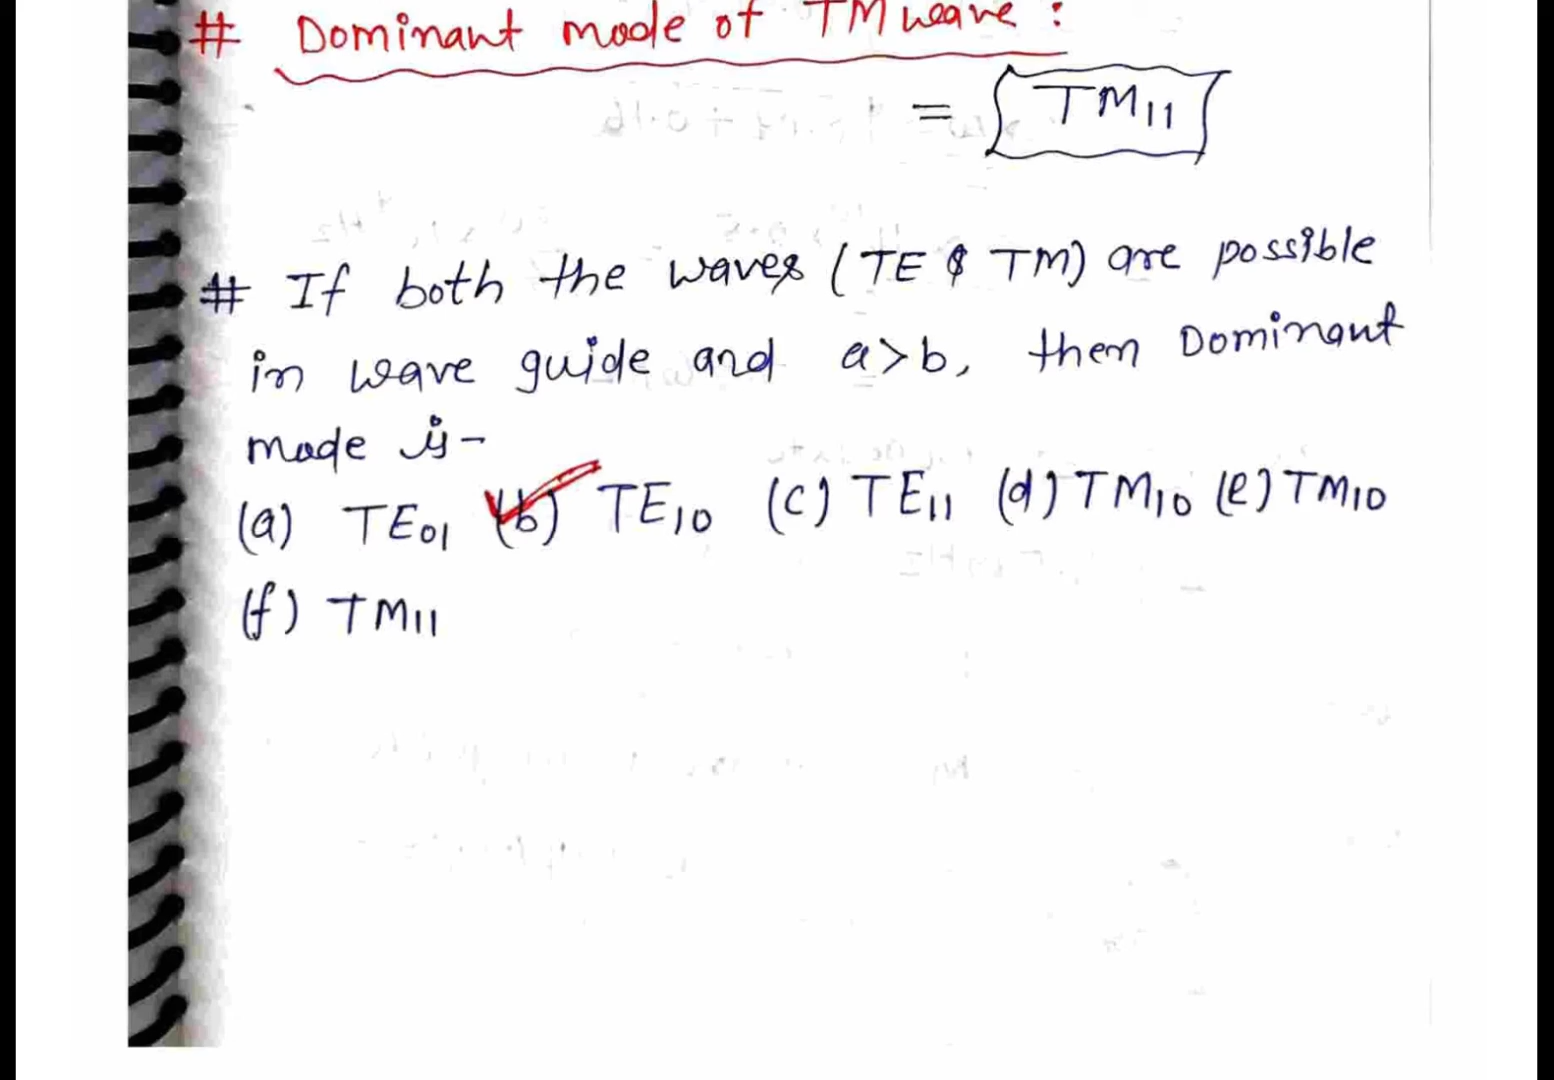 # Dominant mode of TM wave :
= TM11
# If both the waves (TE & TM) are possible
in wave guide and a>b, then Dominant
mode is-
(a) TE01 (b) TE10 (c) TE11 (d) TM10 (e) TM10
(f) TM11